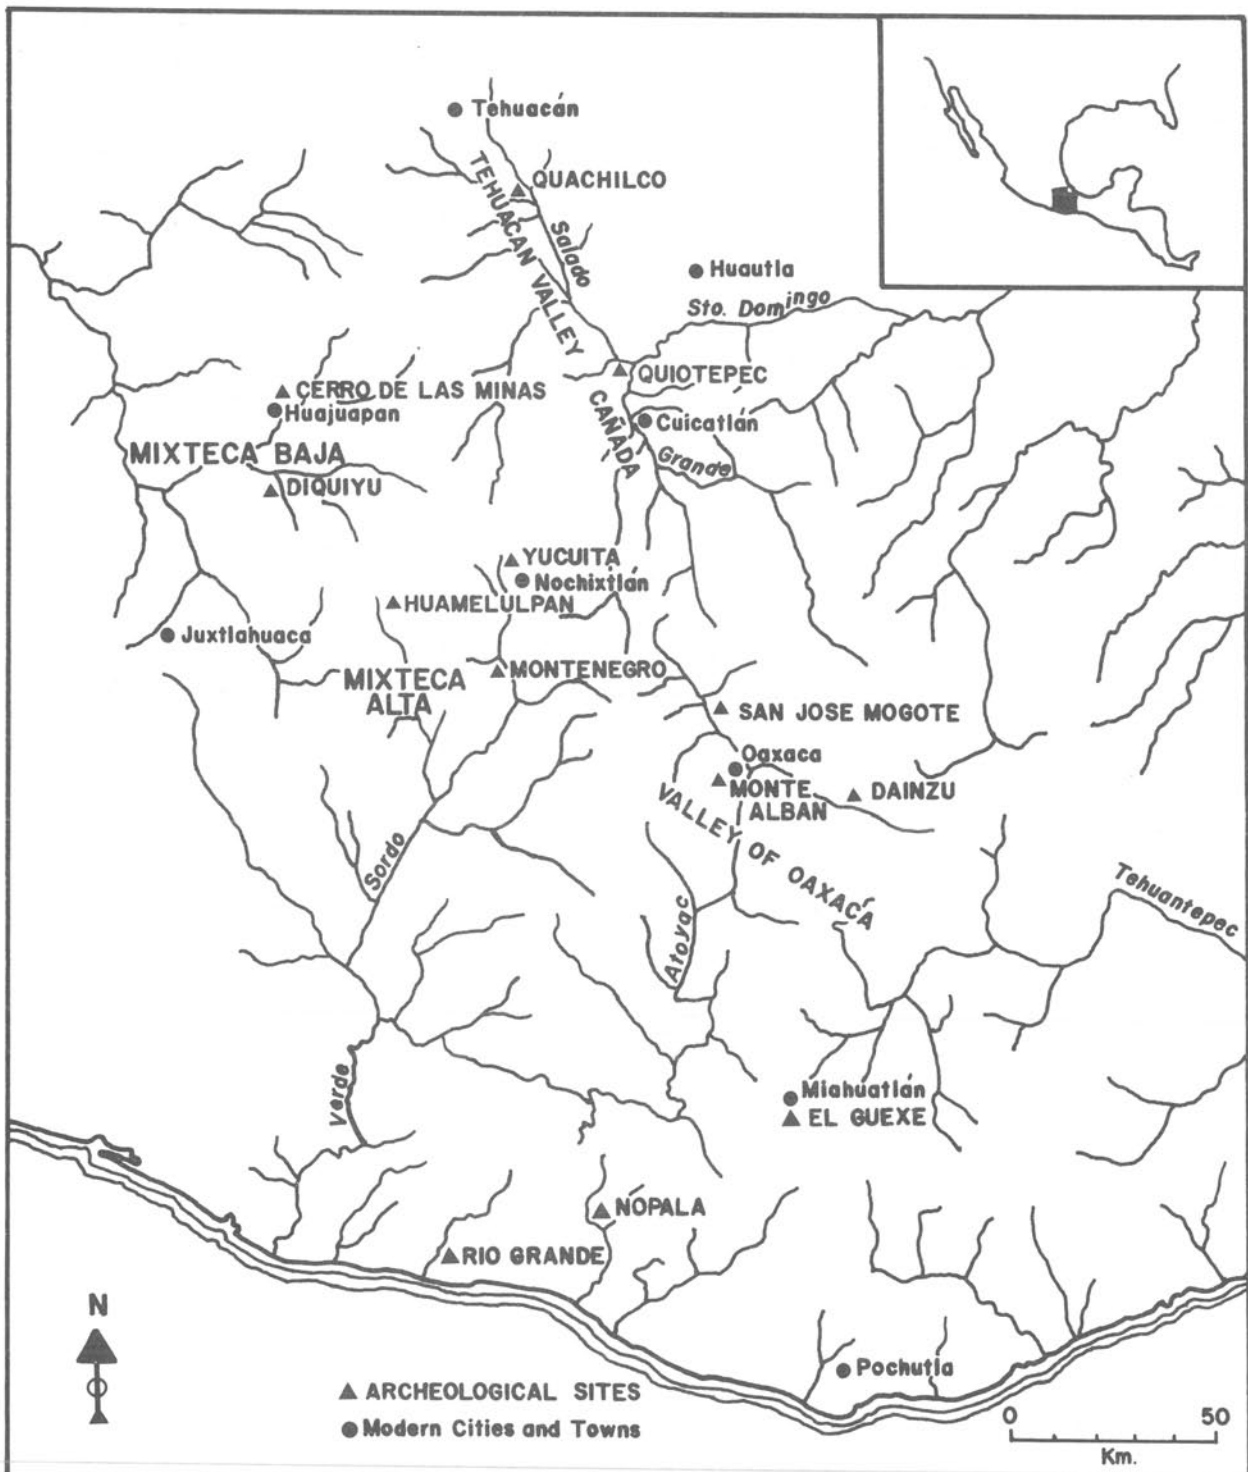 Tehuacán
QUACHILCO
TEHUACAN VALLEY
Salado
Huautla
Sto. Domingo
QUIOTEPEC
CERRO DE LAS MINAS
Huajuapan
CAÑADA
Cuicatlán
MIXTECA BAJA
Grande
DIQUIYU
YUCUITA
Nochixtlán
HUAMELULPAN
Juxtlahuaca
MONTENEGRO
MIXTECA
ALTA
SAN JOSE MOGOTE
Oaxaca
MONTE
ALBAN
DAINZU
VALLEY OF OAXACA
Sordo
Atoyac
Tehuantepec
Verde
Miahuatlán
EL GUEXE
NOPALA
RIO GRANDE
N
Pochutla
ARCHEOLOGICAL SITES
Modern Cities and Towns
0 50
Km.